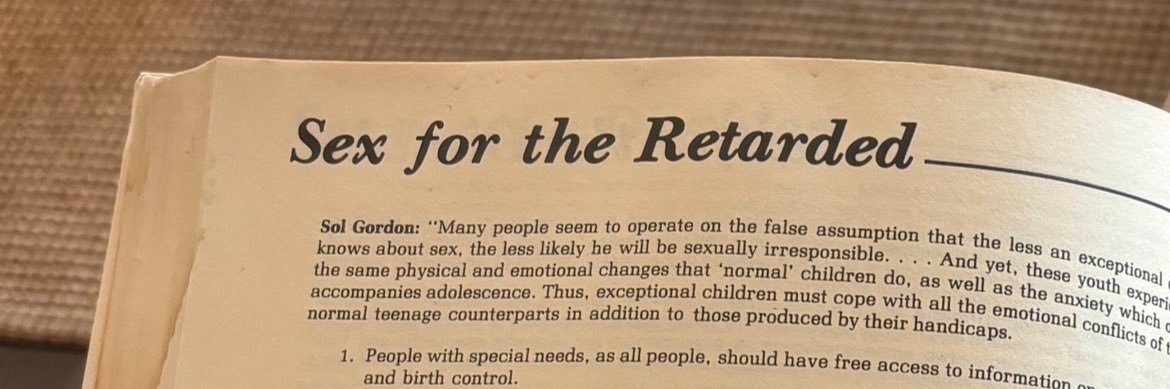 Sex for the Retarded
Sol Gordon: "Many people seem to operate on the false assumption that the less an exceptional
knows about sex, the less likely he will be sexually irresponsible. . . . And yet, these youth
the same physical and emotional changes that 'normal' children do, as well as the anxiety which
accompanies adolescence. Thus, exceptional children must cope with all the emotional conflicts of
normal teenage counterparts in addition to those produced by their handicaps.
1. People with special needs, as all people, should have free access to information
and birth control.